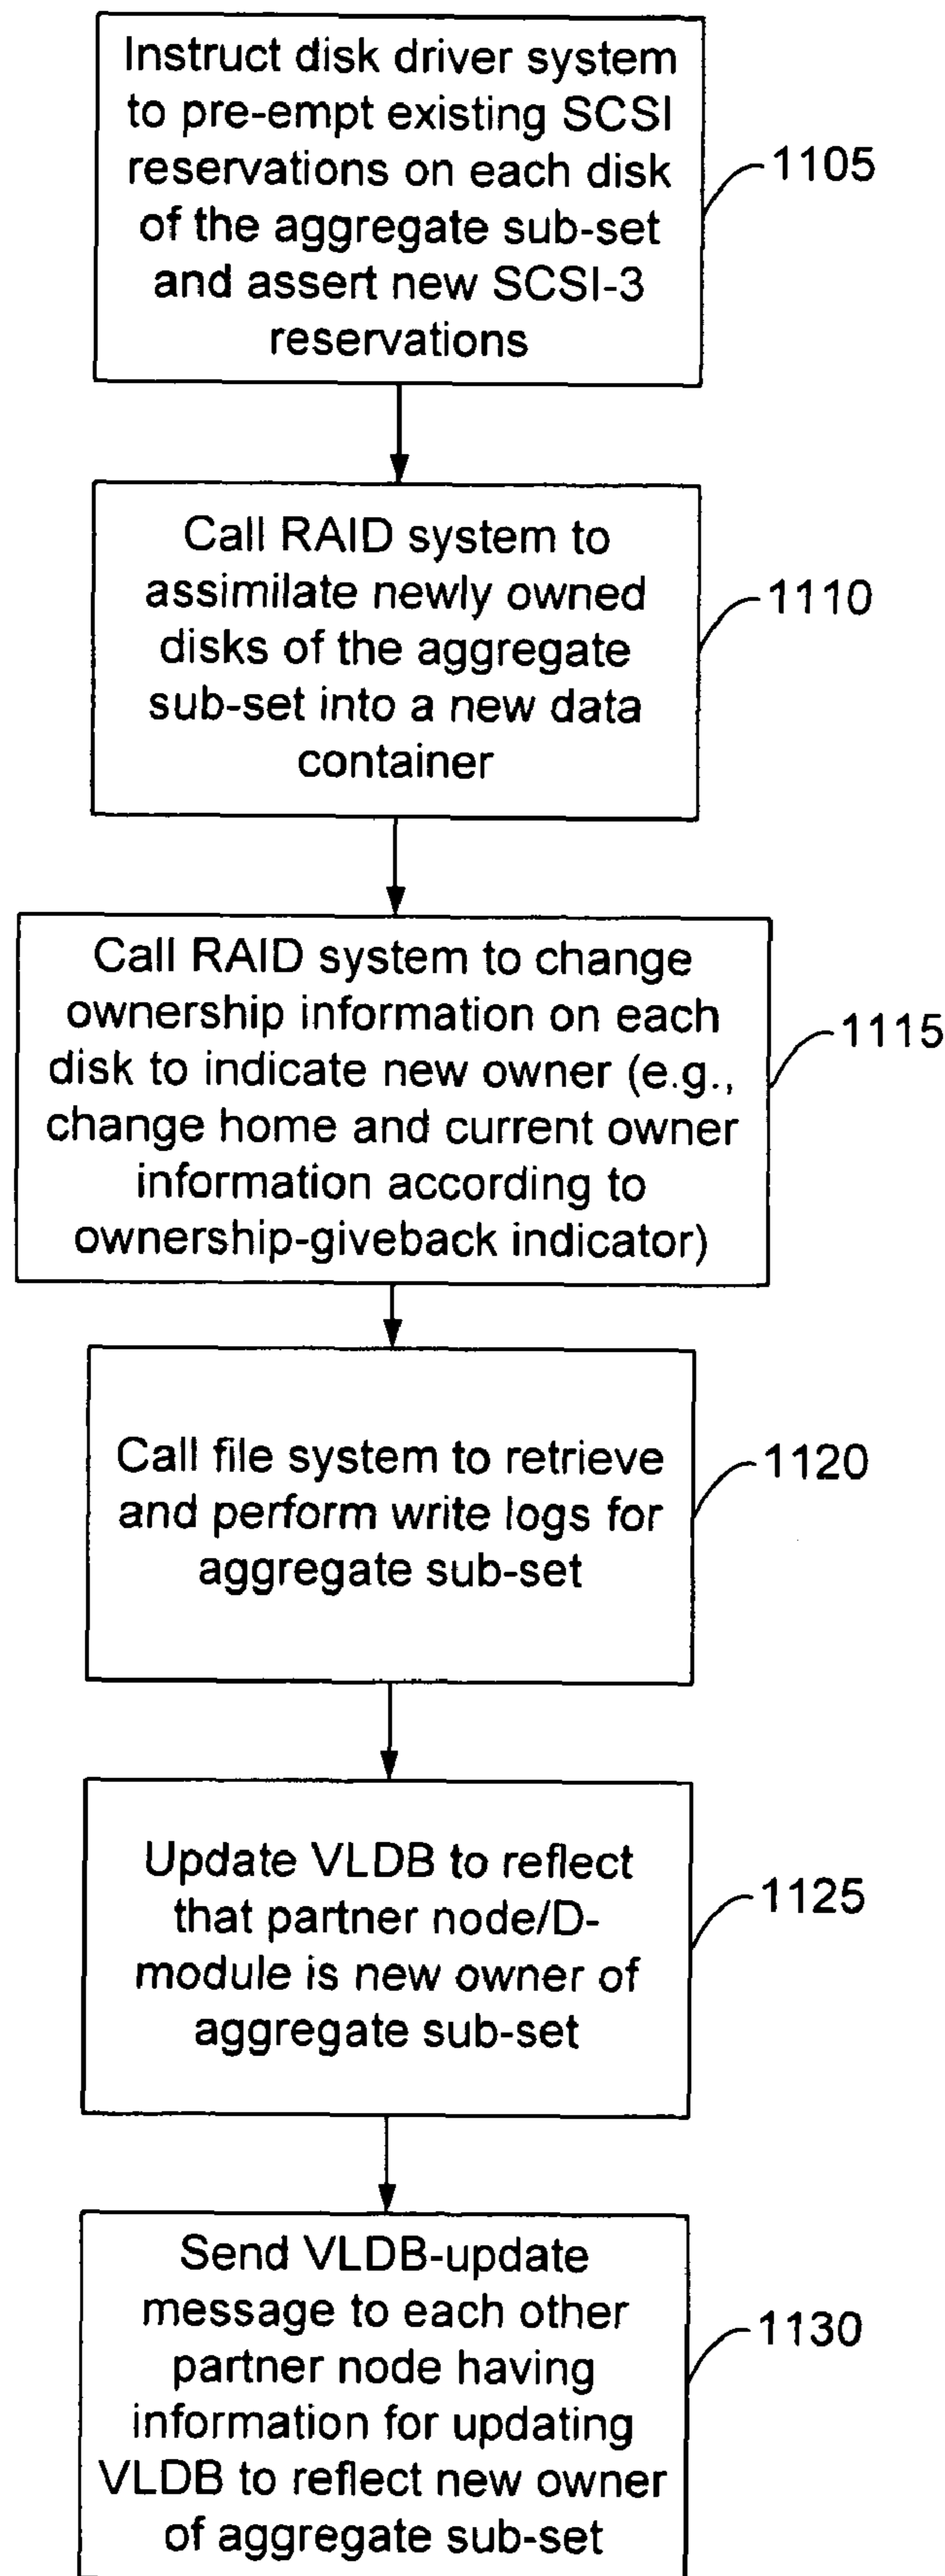 Instruct disk driver system
to pre-empt existing SCSI
reservations on each disk
of the aggregate sub-set
and assert new SCSI-3
reservations
1105
Call RAID system to
assimilate newly owned
disks of the aggregate
sub-set into a new data
container
1110
Call RAID system to change
ownership information on each
disk to indicate new owner (e.g.,
change home and current owner
information according to
ownership-giveback indicator)
1115
Call file system to retrieve
and perform write logs for
aggregate sub-set
1120
Update VLDB to reflect
that partner node/D-
module is new owner of
aggregate sub-set
1125
Send VLDB-update
message to each other
partner node having
information for updating
VLDB to reflect new owner
of aggregate sub-set
1130